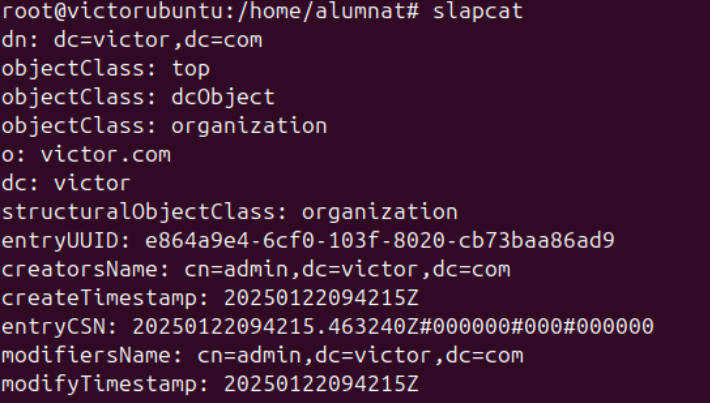 root@victorubuntu:/home/alumnat# slapcat
dn: dc=victor,dc=com
objectClass: top
objectClass: dcObject
objectClass: organization
o: victor.com
dc: victor
structuralObjectClass: organization
entryUUID: e864a9e4-6cf0-103f-8020-cb73baa86ad9
creatorsName: cn=admin,dc=victor,dc=com
createTimestamp: 20250122094215Z
entryCSN: 20250122094215.463240Z#000000#000#000000
modifiersName: cn=admin,dc=victor,dc=com
modifyTimestamp: 20250122094215Z